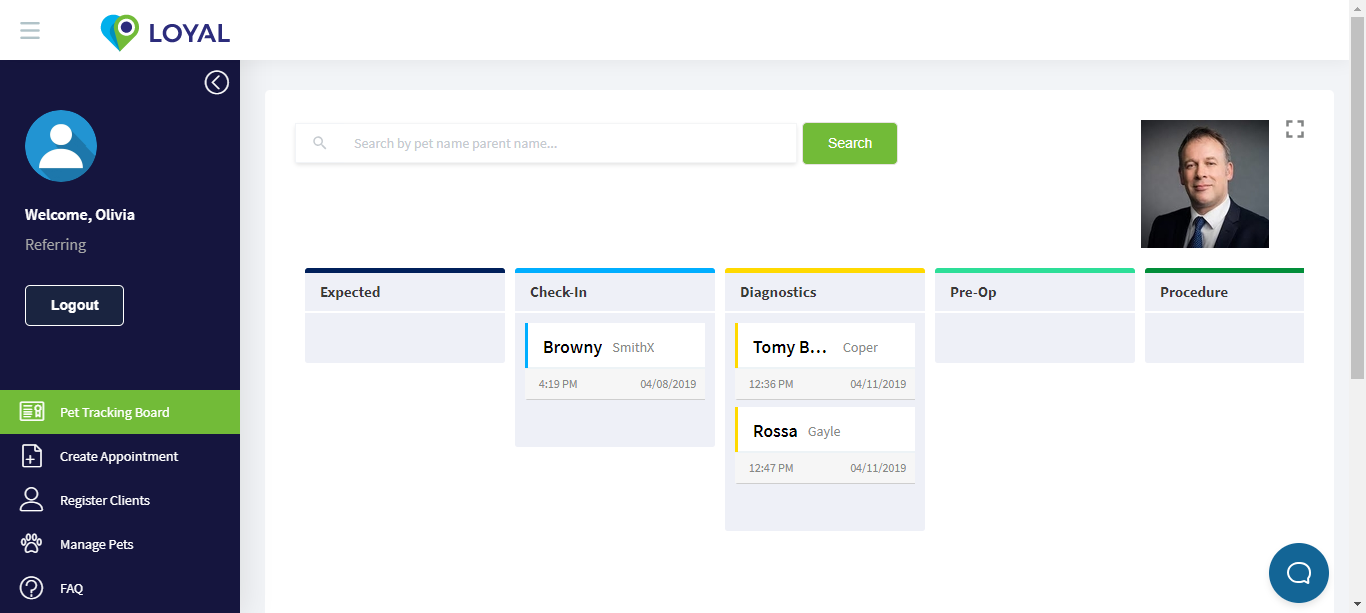 LOYAL
Welcome, Olivia
Referring
Logout
Pet Tracking Board
Create Appointment
Register Clients
Manage Pets
FAQ
Search by pet name parent name...
Search
Expected
Check-In
Browny SmithX
4:19 PM 04/08/2019
Diagnostics
Tomy B... Coper
12:36 PM 04/11/2019
Rossa Gayle
12:47 PM 04/11/2019
Pre-Op
Procedure